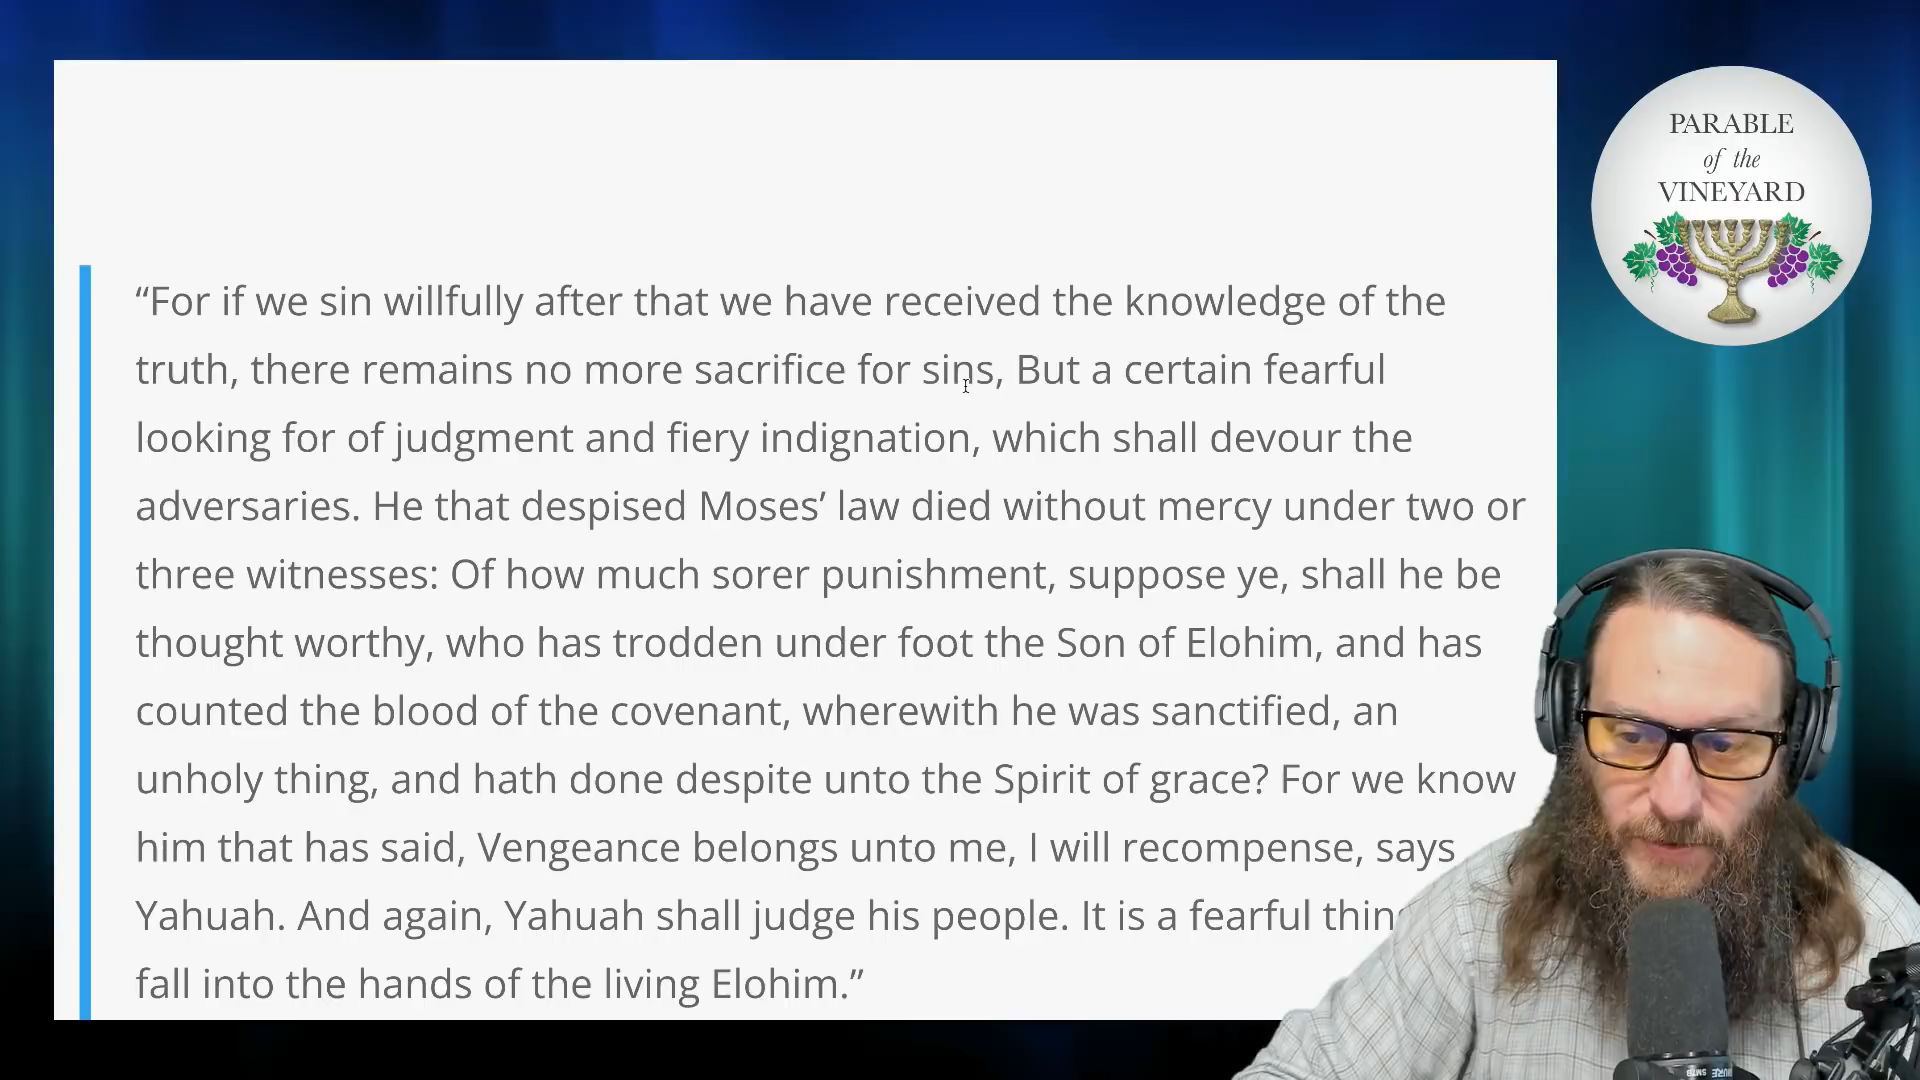 PARABLE
of the
VINEYARD
“For if we sin willfully after that we have received the knowledge of the
truth, there remains no more sacrifice for sins, But a certain fearful
looking for of judgment and fiery indignation, which shall devour the
adversaries. He that despised Moses’ law died without mercy under two or
three witnesses: Of how much sorer punishment, suppose ye, shall he be
thought worthy, who has trodden under foot the Son of Elohim, and has
counted the blood of the covenant, wherewith he was sanctified, an
unholy thing, and hath done despite unto the Spirit of grace? For we know
him that has said, Vengeance belongs unto me, I will recompense, says
Yahuah. And again, Yahuah shall judge his people. It is a fearful
fall into the hands of the living Elohim.”